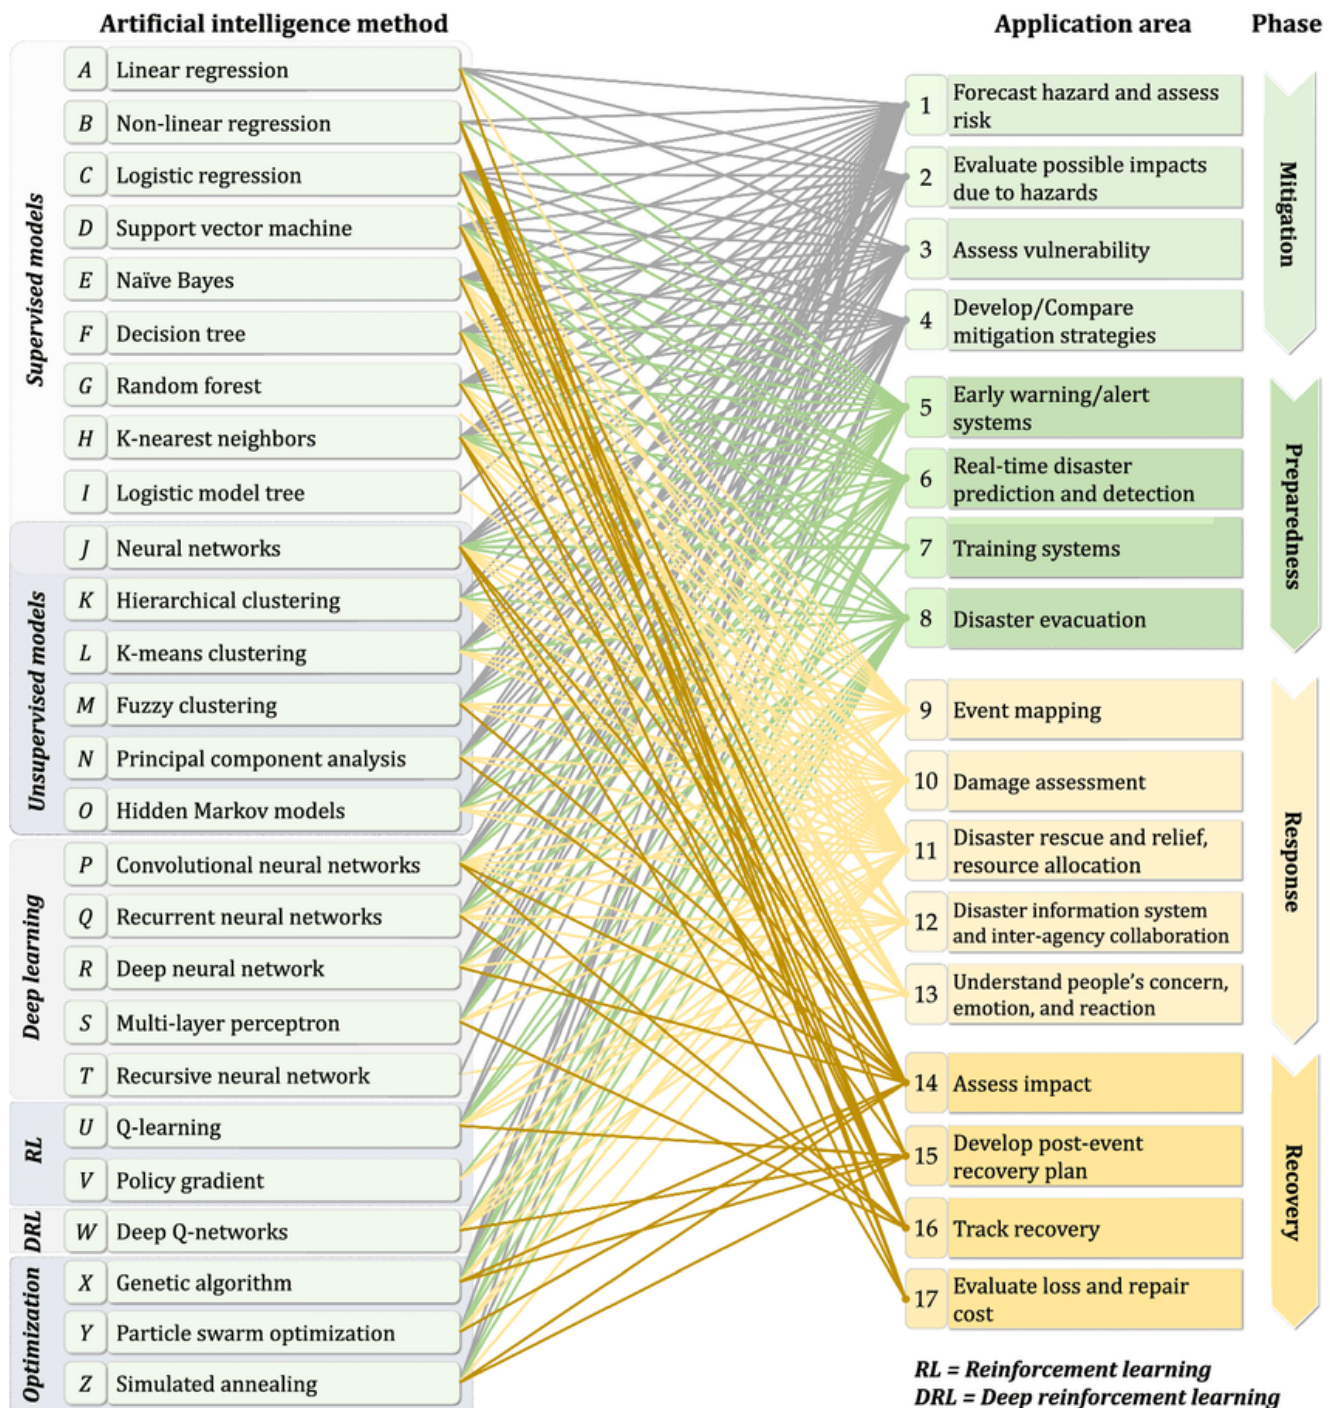 Artificial intelligence method
Application area
Phase
Supervised models
A Linear regression
B Non-linear regression
C Logistic regression
D Support vector machine
E Naïve Bayes
F Decision tree
G Random forest
H K-nearest neighbors
I Logistic model tree
Unsupervised models
J Neural networks
K Hierarchical clustering
L K-means clustering
M Fuzzy clustering
N Principal component analysis
O Hidden Markov models
Deep learning
P Convolutional neural networks
Q Recurrent neural networks
R Deep neural network
S Multi-layer perceptron
T Recursive neural network
RL
U Q-learning
V Policy gradient
DRL
W Deep Q-networks
Optimization
X Genetic algorithm
Y Particle swarm optimization
Z Simulated annealing
1 Forecast hazard and assess
risk
2 Evaluate possible impacts
due to hazards
3 Assess vulnerability
4 Develop/Compare
mitigation strategies
Mitigation
5 Early warning/alert
systems
6 Real-time disaster
prediction and detection
7 Training systems
8 Disaster evacuation
Preparedness
9 Event mapping
10 Damage assessment
11 Disaster rescue and relief,
resource allocation
12 Disaster information system
and inter-agency collaboration
13 Understand people's concern,
emotion, and reaction
Response
14 Assess impact
15 Develop post-event
recovery plan
16 Track recovery
17 Evaluate loss and repair
cost
Recovery
RL = Reinforcement learning
DRL = Deep reinforcement learning